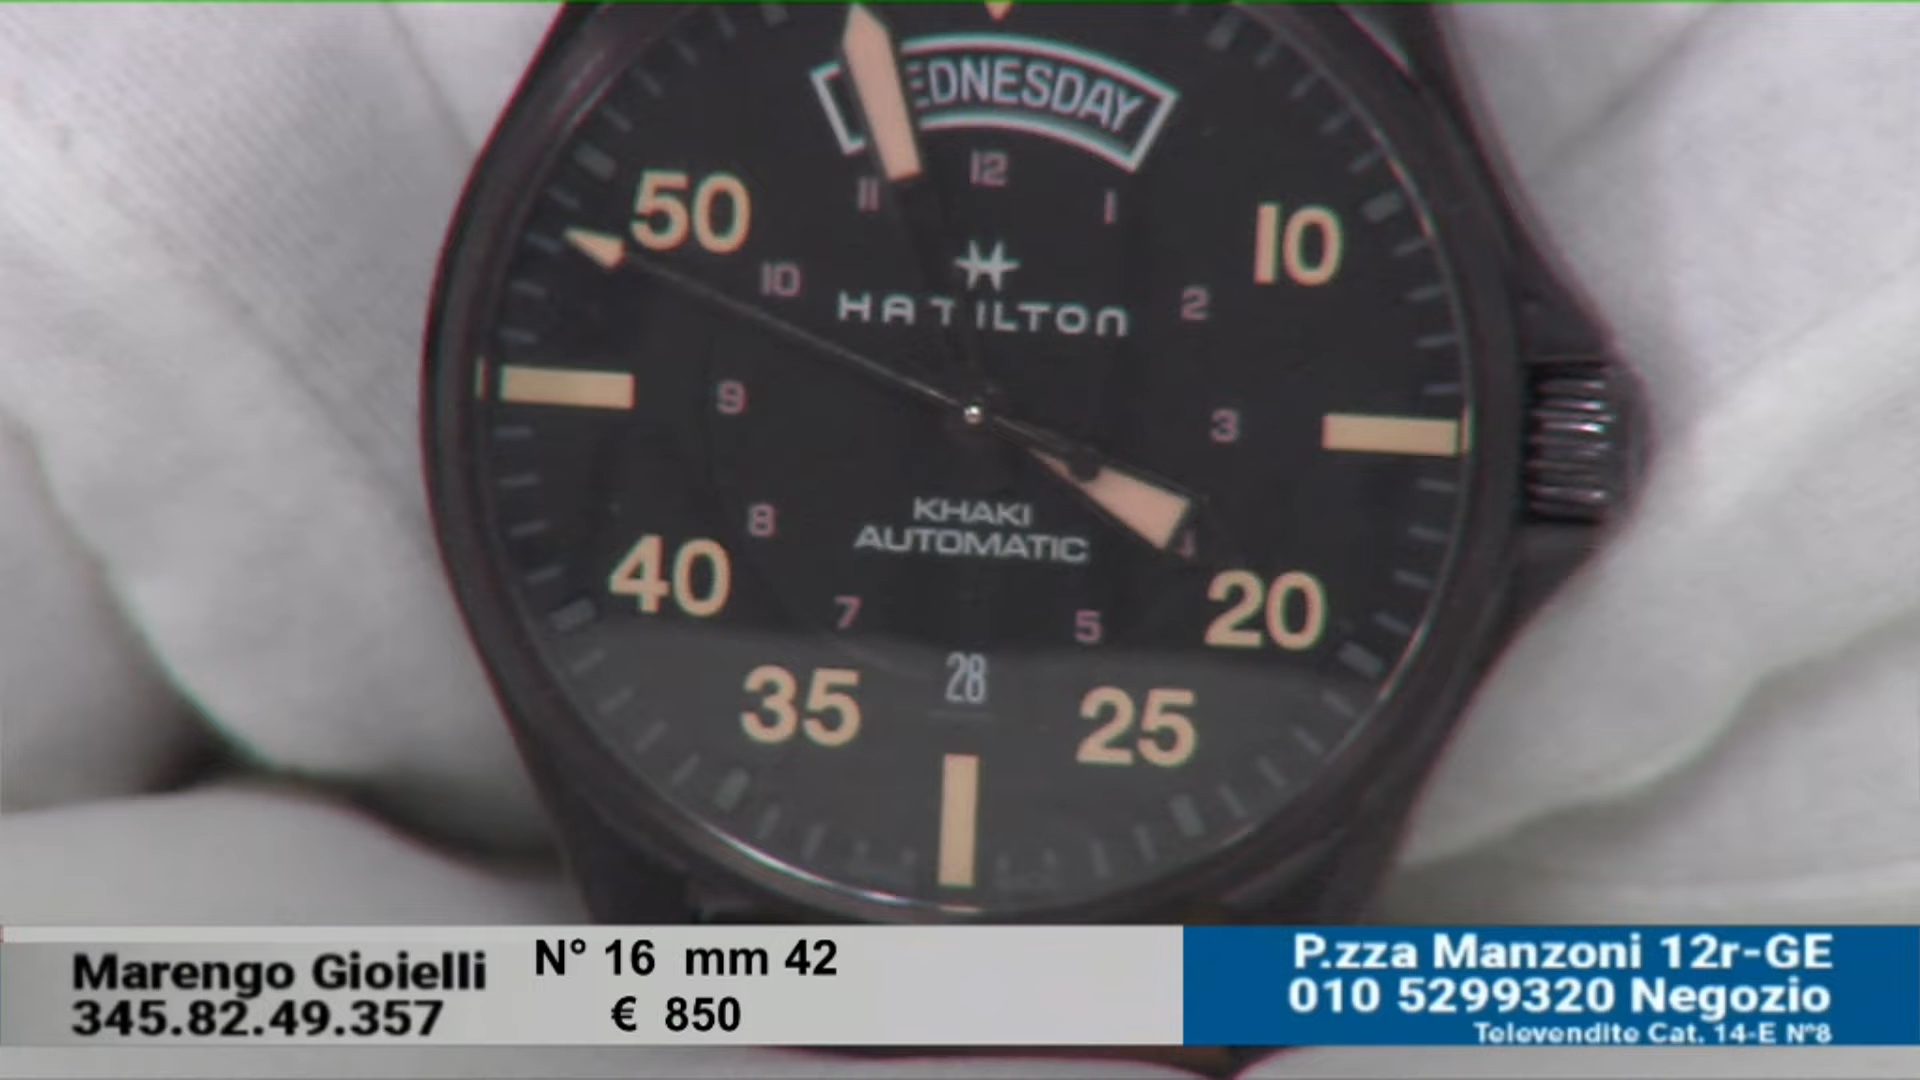 EDNESDAY
11 12 1
50 10
10 2
HAMILTON
9 3
KHAKI
8
AUTOMATIC
4
40 20
7 5
28
35 25
Marengo Gioielli
345.82.49.357
N° 16 mm 42
€ 850
P.zza Manzoni 12r-GE
010 5299320 Negozio
Televendite Cat. 14-E N°8